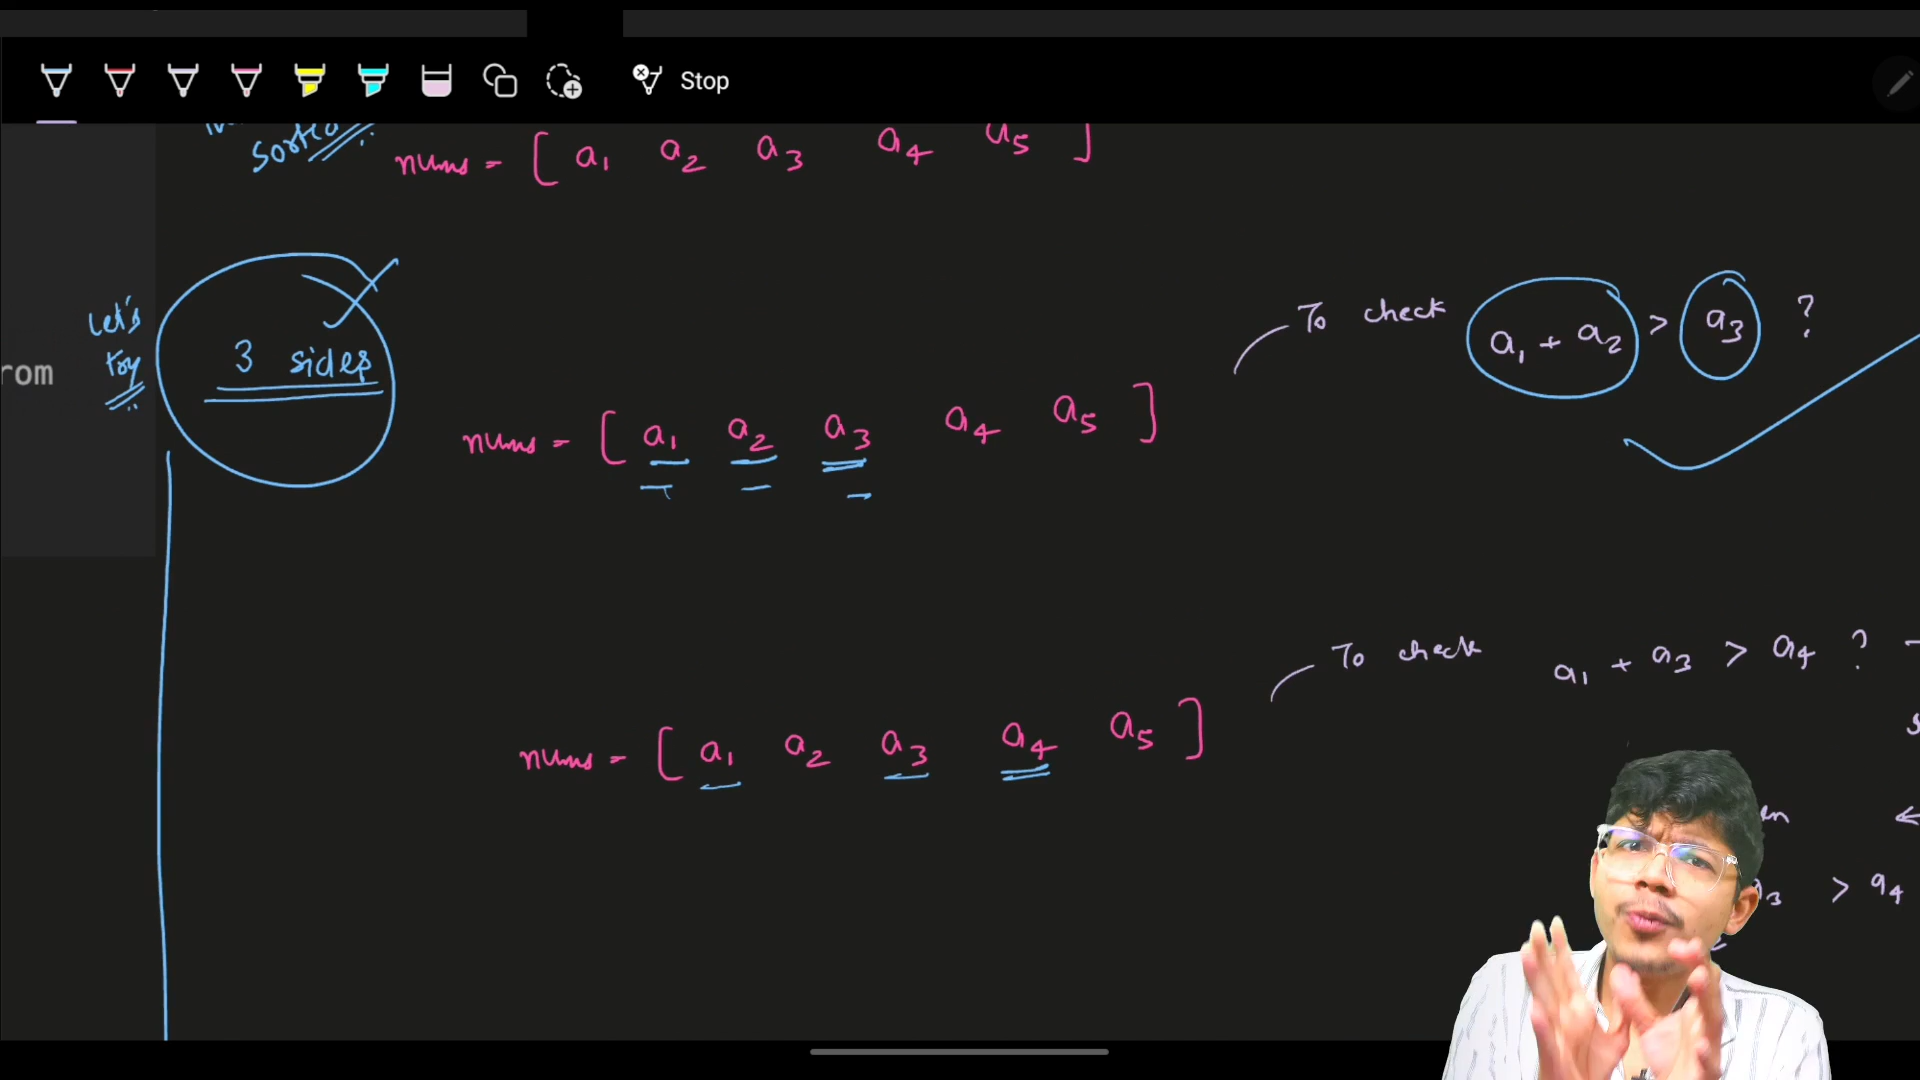 Stop
sorted
nums = [ a1 a2 a3 a4 a5 ]
Let's
try
3 sides
rom
To check a1 + a2 > a3 ?
nums = [ a1 a2 a3 a4 a5 ]
To check a1 + a3 > a4 ?
nums = [ a1 a2 a3 a4 a5 ]
> a4